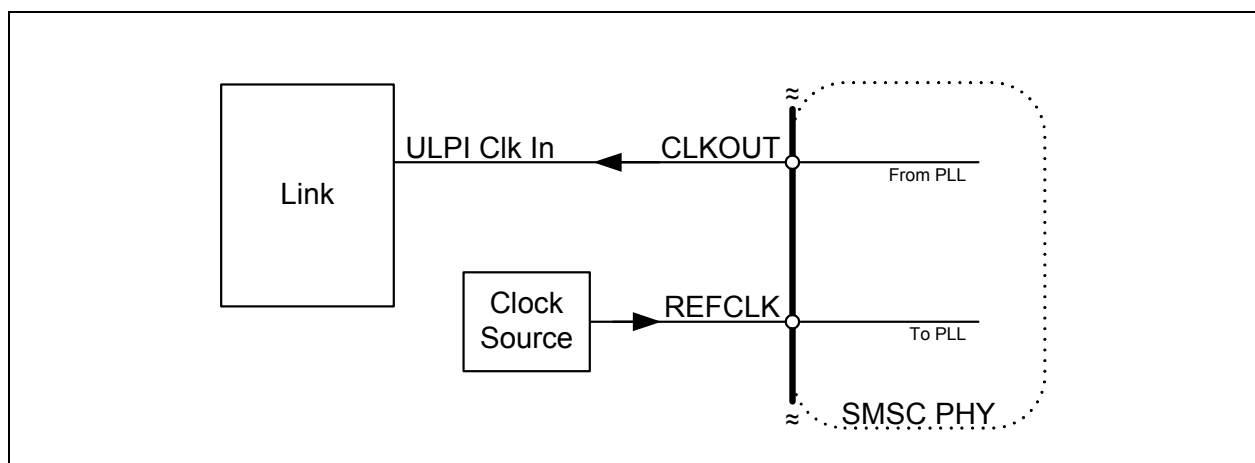 ULPI Clk In
CLKOUT
From PLL
Link
Clock
Source
REFCLK
To PLL
SMSC PHY